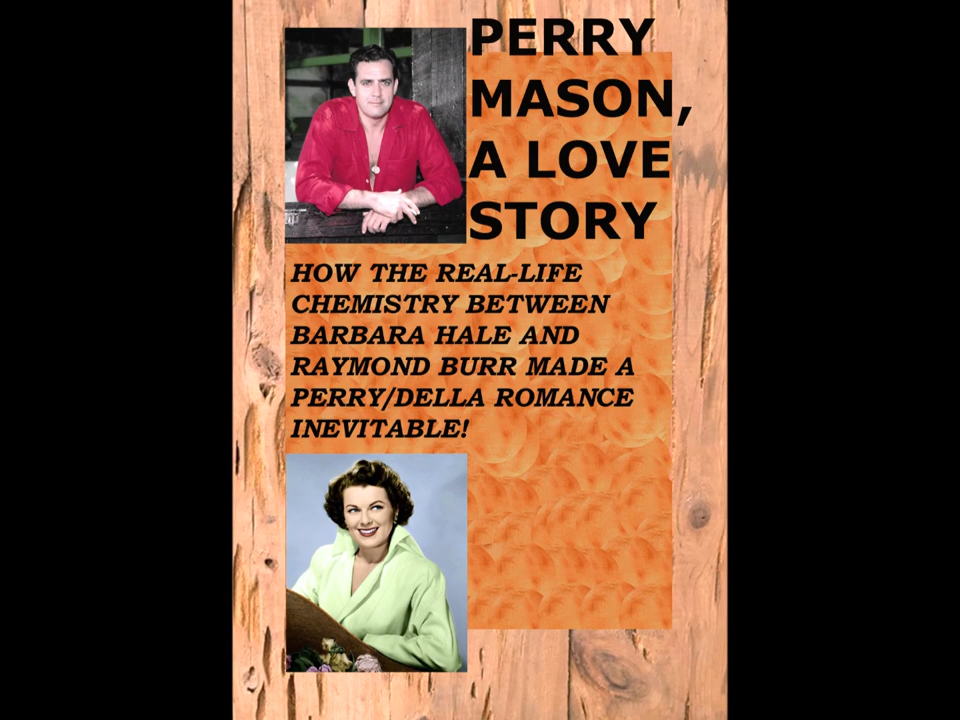 PERRY
MASON,
A LOVE
STORY
HOW THE REAL-LIFE
CHEMISTRY BETWEEN
BARBARA HALE AND
RAYMOND BURR MADE A
PERRY/DELLA ROMANCE
INEVITABLE!